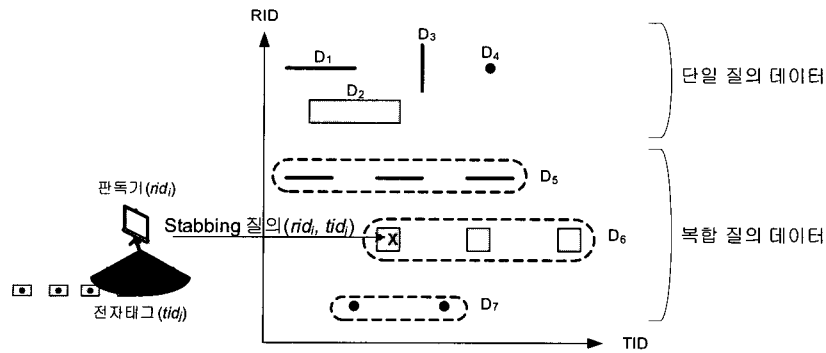 RID
D₁
D₃
D₄
단일 질의 데이터
D₂
판독기(ridᵢ)
D₅
Stabbing 질의(ridᵢ, tidⱼ)
X
D₆
복합 질의 데이터
전자태그(tidⱼ)
D₇
TID